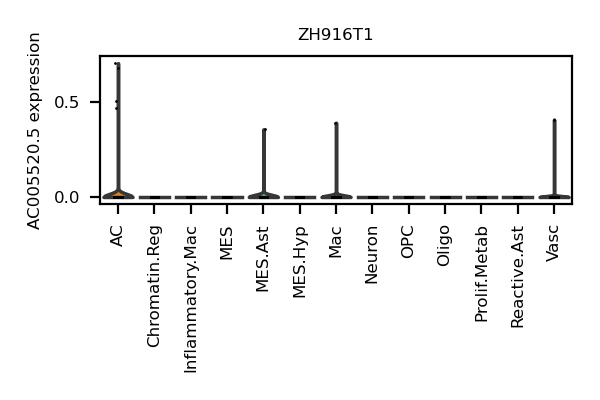 ZH916T1
AC005520.5 expression
0.5
0.0
AC
Chromatin.Reg
Inflammatory.Mac
MES
MES.Ast
MES.Hyp
Mac
Neuron
OPC
Oligo
Prolif.Metab
Reactive.Ast
Vasc